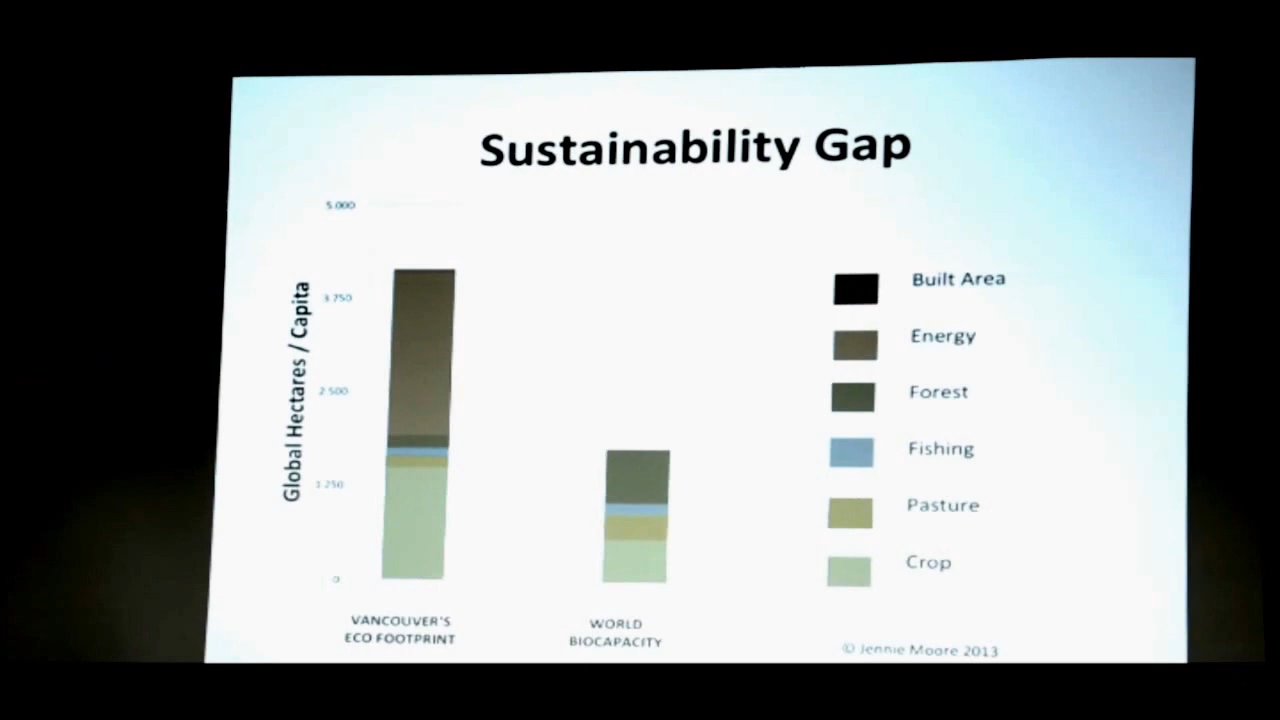 Sustainability Gap
5.000
3.750
2.500
1.250
0
Global Hectares / Capita
VANCOUVER'S
ECO FOOTPRINT
WORLD
BIOCAPACITY
Built Area
Energy
Forest
Fishing
Pasture
Crop
© Jennie Moore 2013